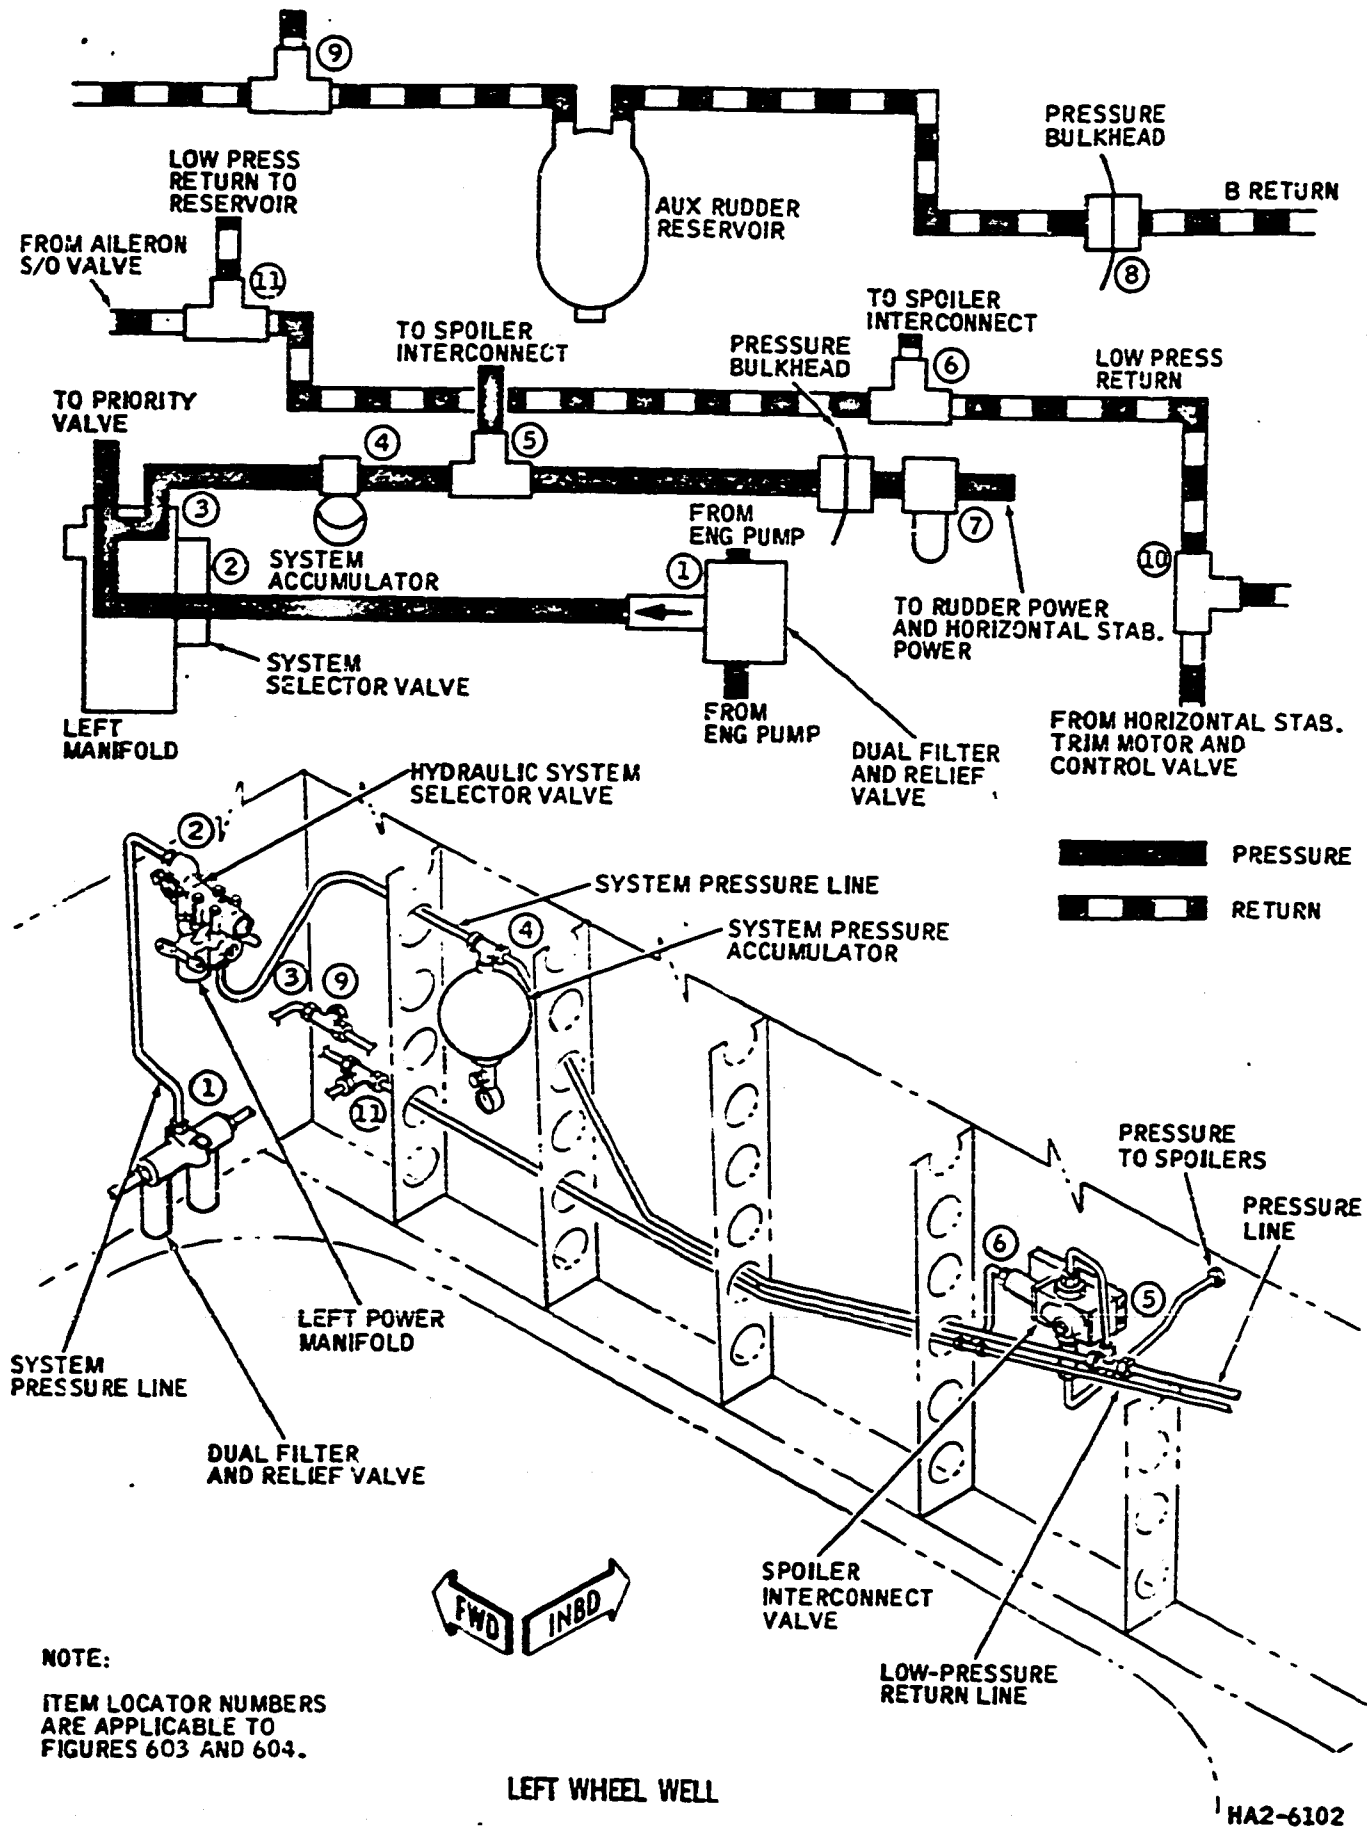 9
PRESSURE
BULKHEAD
LOW PRESS
RETURN TO
RESERVOIR
B RETURN
AUX RUDDER
RESERVOIR
FROM AILERON
S/O VALVE
11
8
TO SPOILER
INTERCONNECT
TO SPOILER
INTERCONNECT
PRESSURE
BULKHEAD
6
LOW PRESS
RETURN
TO PRIORITY
VALVE
4
5
3
FROM
ENG PUMP
7
2
SYSTEM
ACCUMULATOR
1
10
TO RUDDER POWER
AND HORIZONTAL STAB.
POWER
SYSTEM
SELECTOR VALVE
LEFT
MANIFOLD
FROM
ENG PUMP
DUAL FILTER
AND RELIEF
VALVE
FROM HORIZONTAL STAB.
TRIM MOTOR AND
CONTROL VALVE
HYDRAULIC SYSTEM
SELECTOR VALVE
2
PRESSURE
SYSTEM PRESSURE LINE
RETURN
4
SYSTEM PRESSURE
ACCUMULATOR
3
9
1
11
PRESSURE
TO SPOILERS
PRESSURE
LINE
6
5
LEFT POWER
MANIFOLD
SYSTEM
PRESSURE LINE
DUAL FILTER
AND RELIEF VALVE
SPOILER
INTERCONNECT
VALVE
FWD
INBD
LOW-PRESSURE
RETURN LINE
NOTE:
ITEM LOCATOR NUMBERS
ARE APPLICABLE TO
FIGURES 603 AND 604.
LEFT WHEEL WELL
HA2-6102